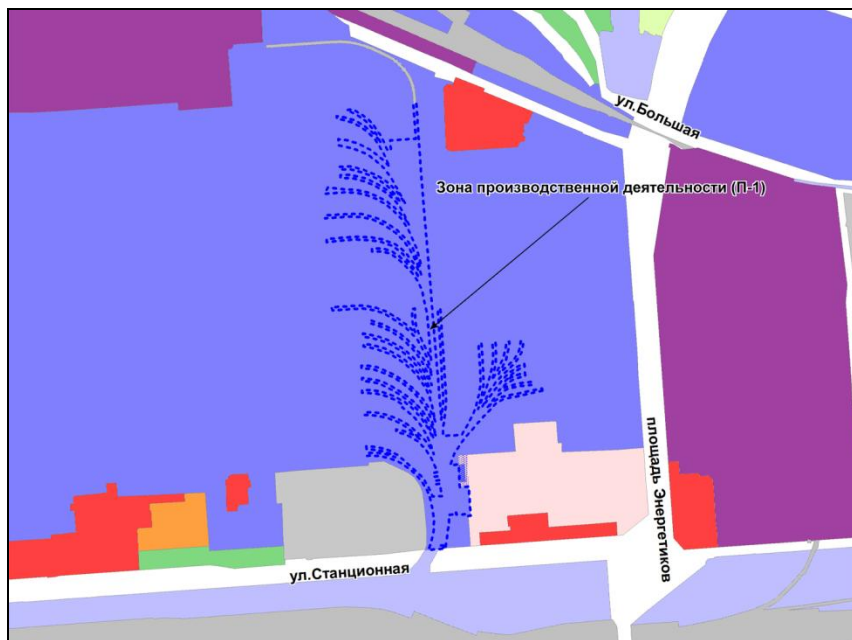 ул.Большая
Зона производственной деятельности (П-1)
площадь Энергетиков
ул.Станционная